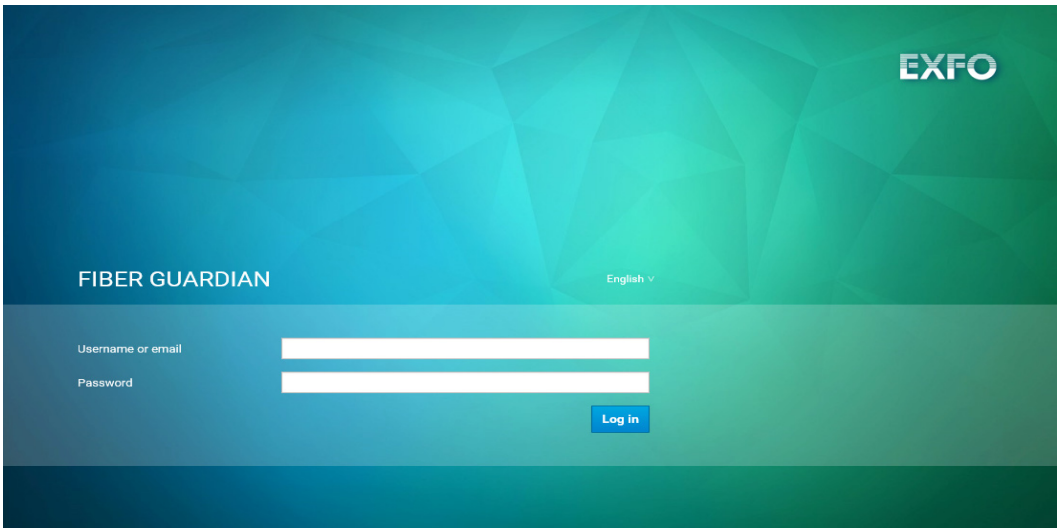 EXFO
FIBER GUARDIAN
English ∨
Username or email
Password
Log in